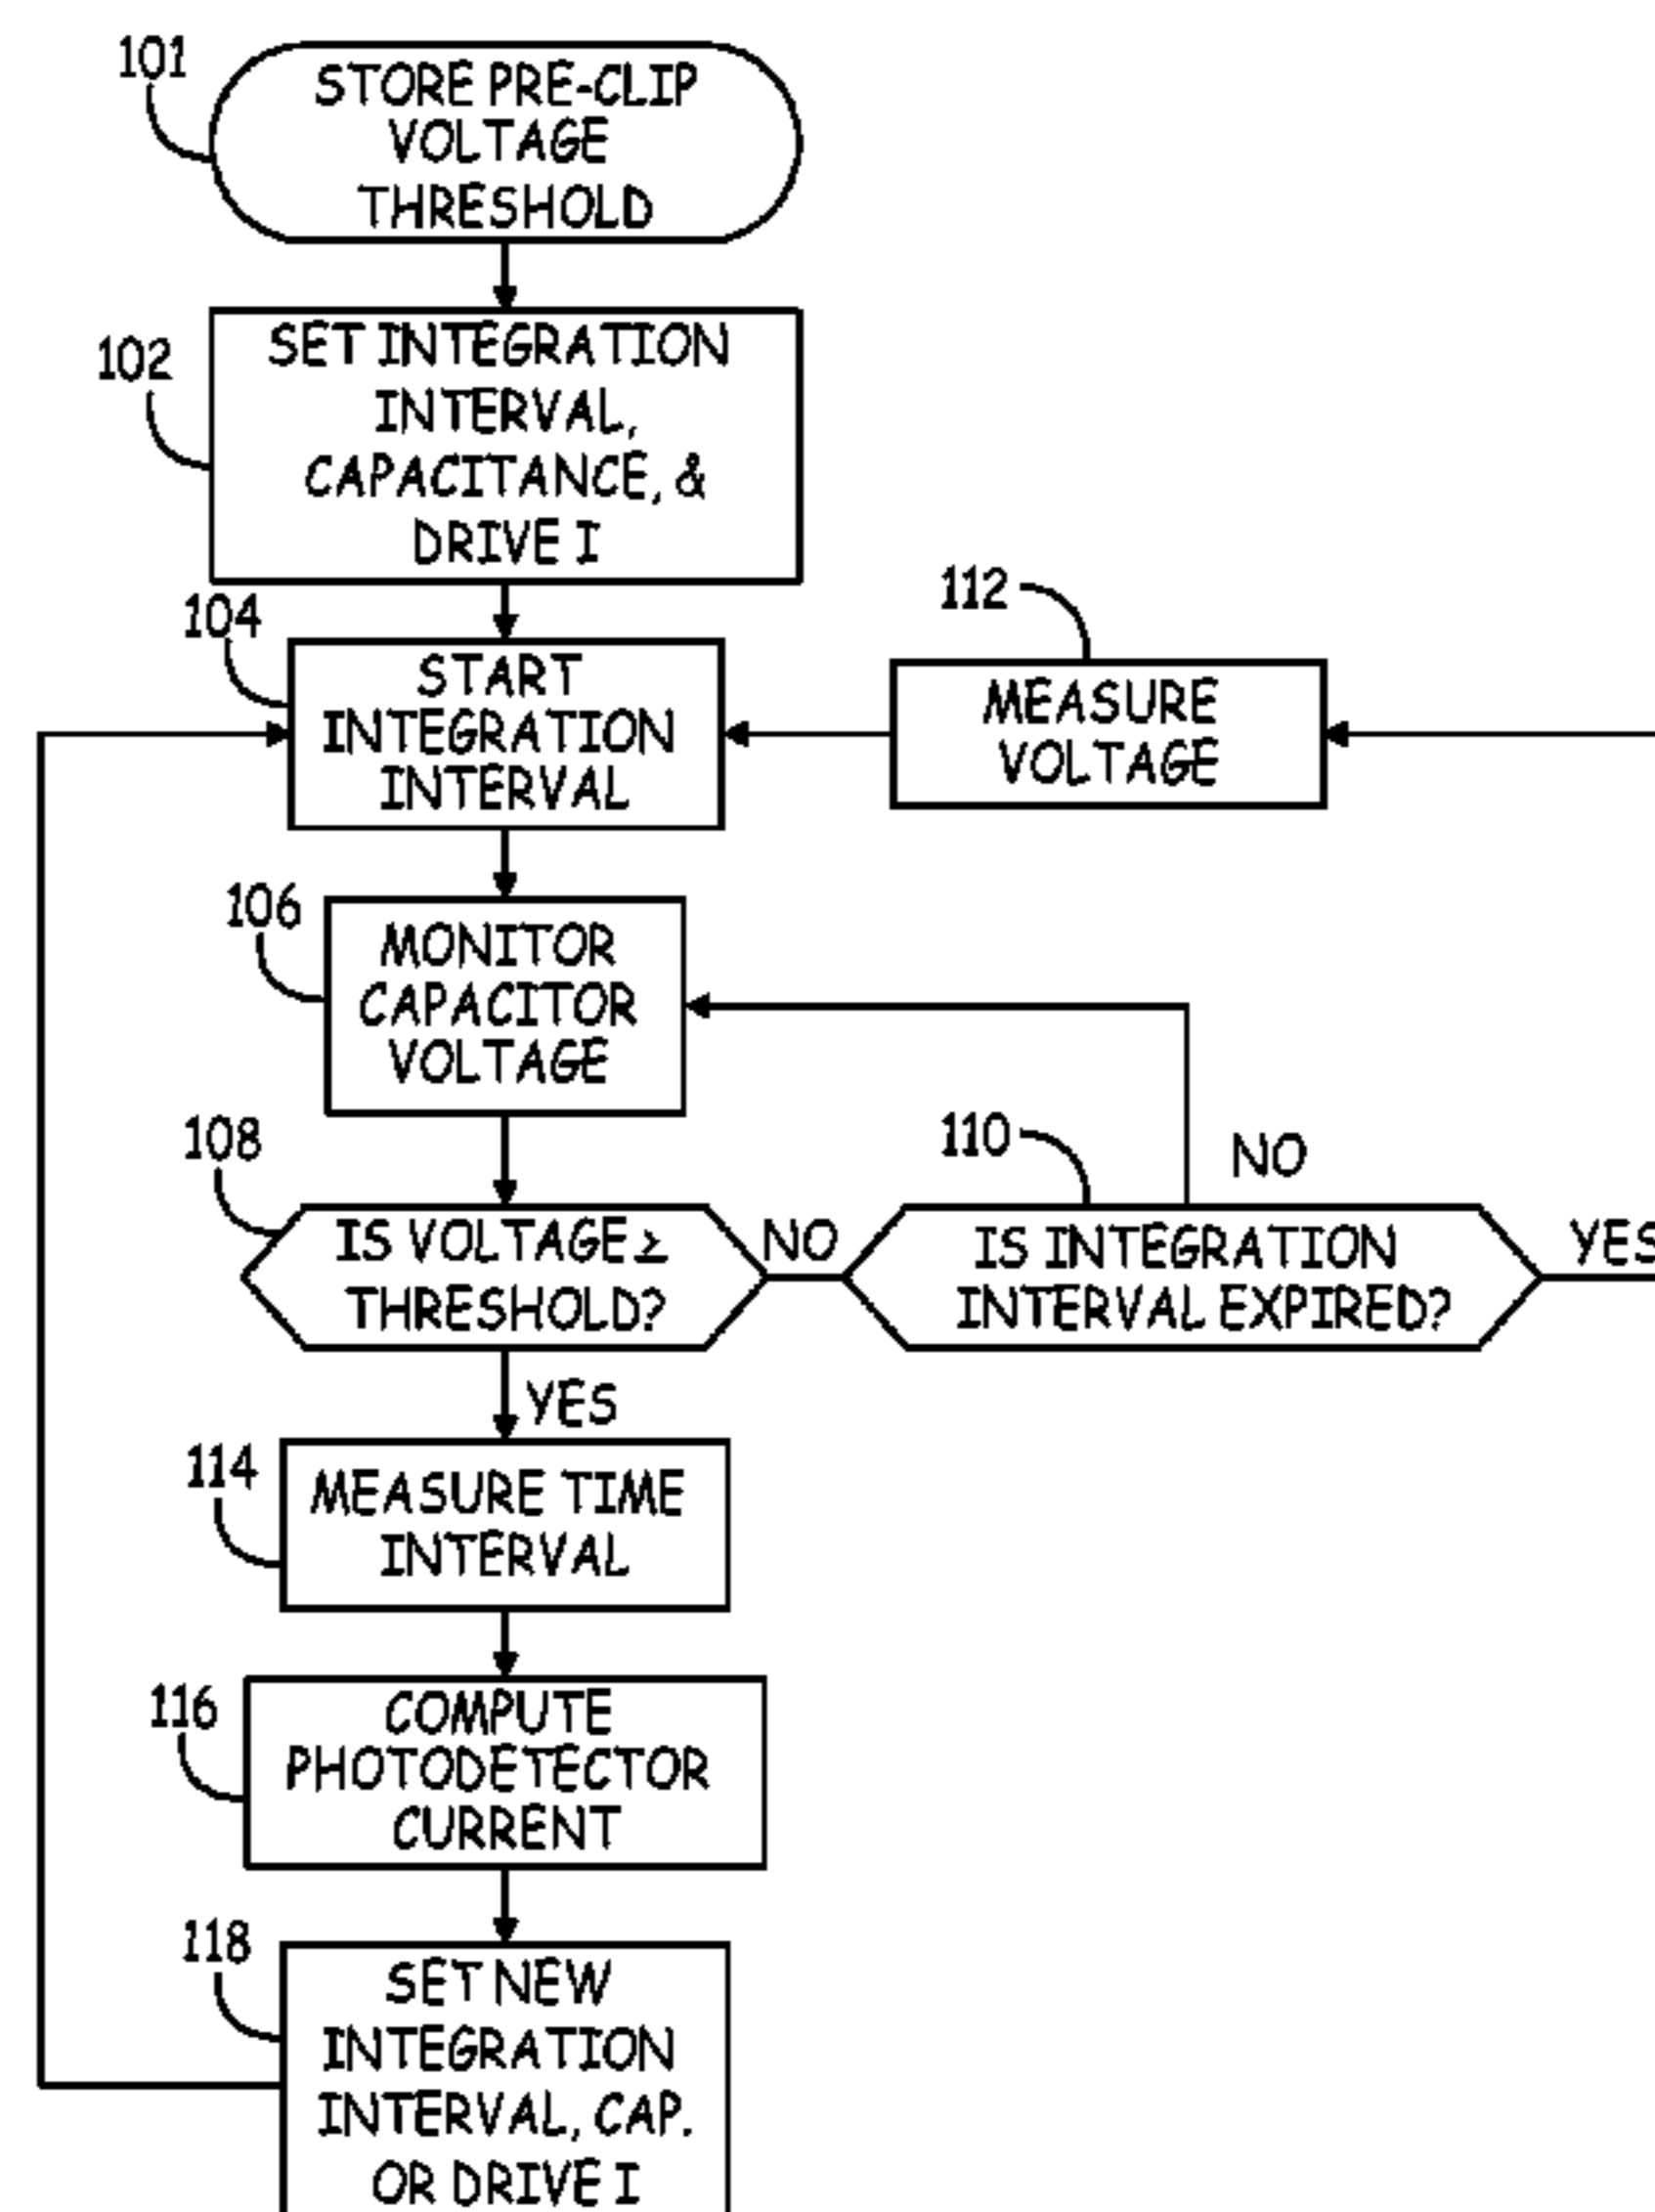 101
STORE PRE-CLIP
VOLTAGE
THRESHOLD
102
SET INTEGRATION
INTERVAL,
CAPACITANCE, &
DRIVE I
104
START
INTEGRATION
INTERVAL
112
MEASURE
VOLTAGE
106
MONITOR
CAPACITOR
VOLTAGE
108
IS VOLTAGE ≥
THRESHOLD?
NO
110
IS INTEGRATION
INTERVAL EXPIRED?
NO
YES
YES
114
MEASURE TIME
INTERVAL
116
COMPUTE
PHOTODETECTOR
CURRENT
118
SET NEW
INTEGRATION
INTERVAL, CAP.
OR DRIVE I